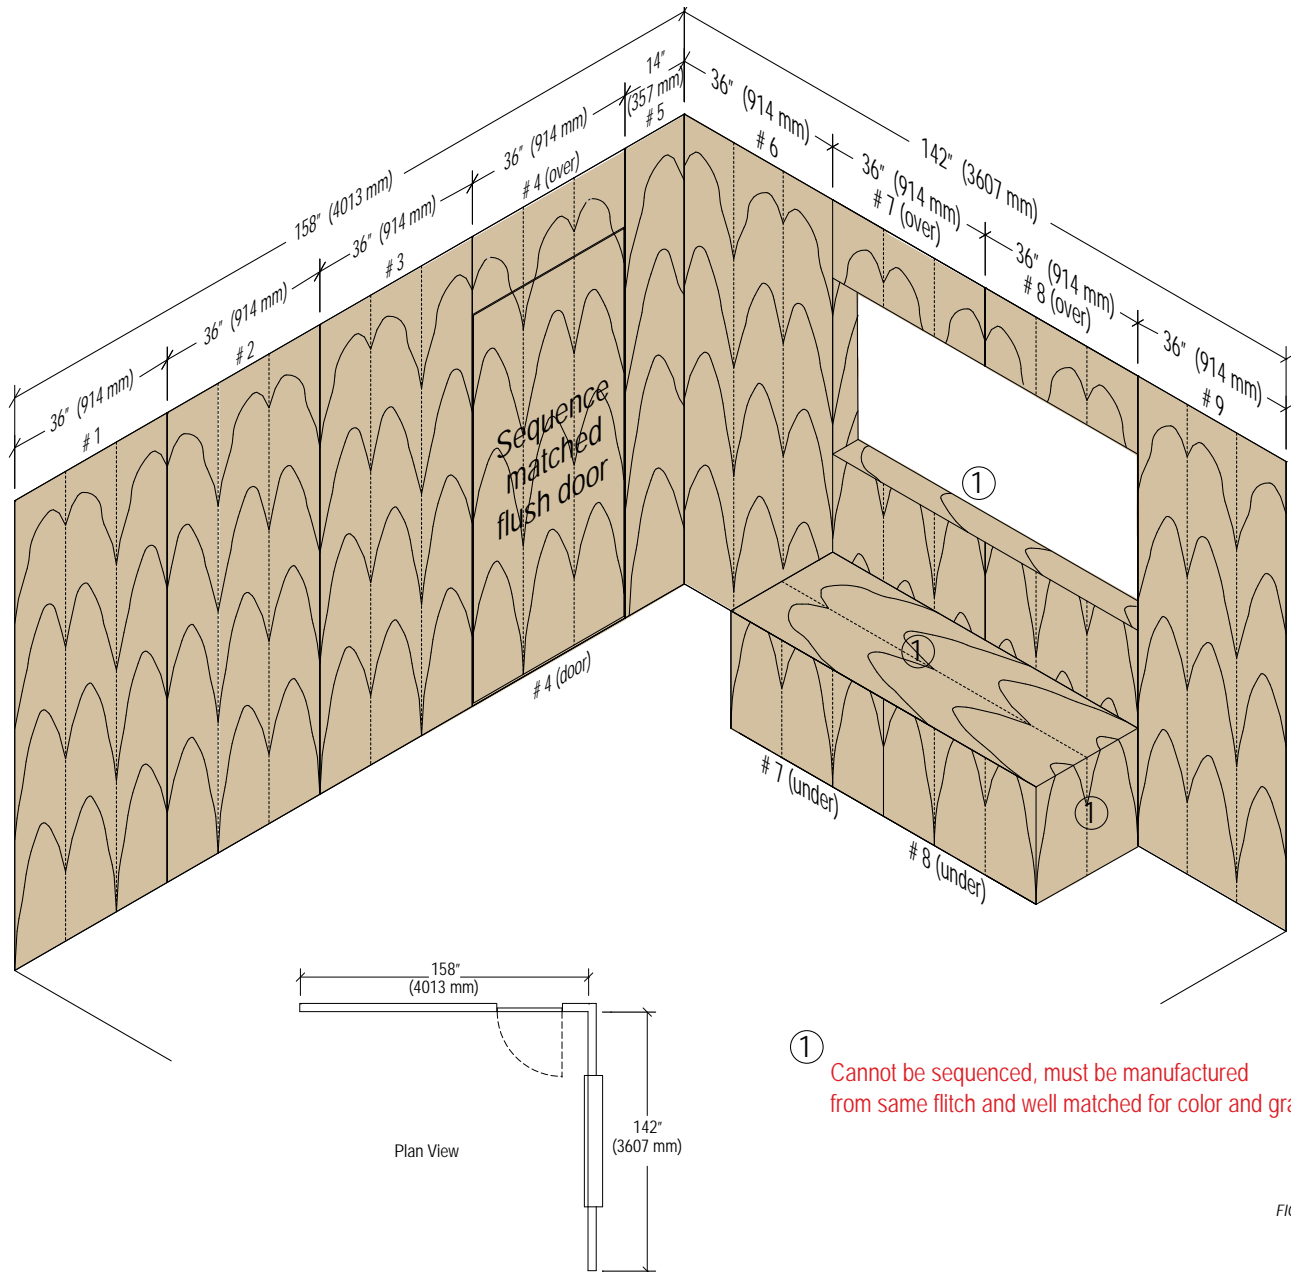 158" (4013 mm)
36" (914 mm)
# 1
36" (914 mm)
# 2
36" (914 mm)
# 3
36" (914 mm)
# 4 (over)
14"
(357 mm)
# 5
142" (3607 mm)
36" (914 mm)
# 6
36" (914 mm)
# 7 (over)
36" (914 mm)
# 8 (over)
36" (914 mm)
# 9
Sequence
matched
flush door
# 4 (door)
1
1
1
# 7 (under)
# 8 (under)
158"
(4013 mm)
142"
(3607 mm)
Plan View
1
Cannot be sequenced, must be manufactured
from same flitch and well matched for color and